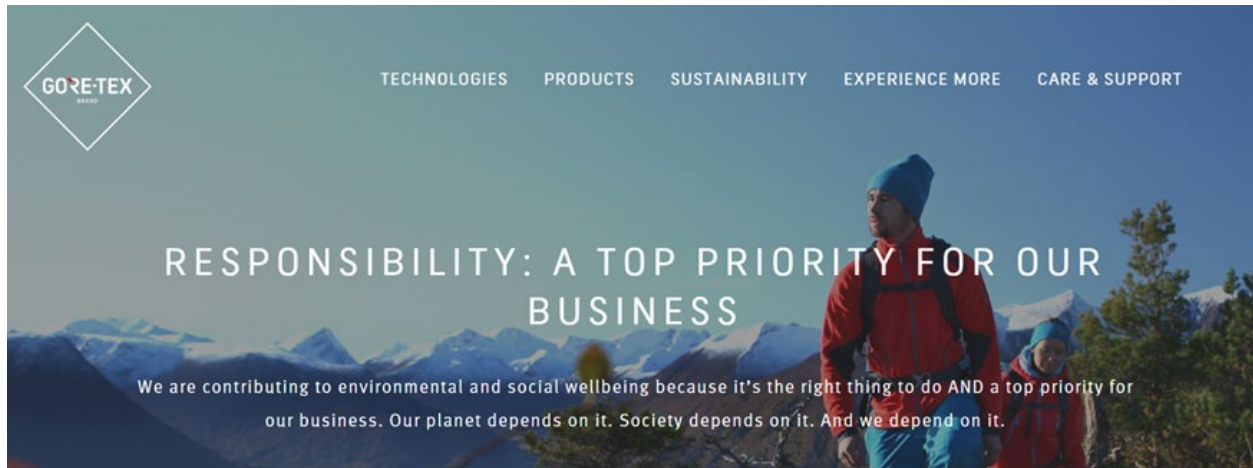 GORE-TEX
BRAND
TECHNOLOGIES PRODUCTS SUSTAINABILITY EXPERIENCE MORE CARE & SUPPORT
RESPONSIBILITY: A TOP PRIORITY FOR OUR
BUSINESS
We are contributing to environmental and social wellbeing because it's the right thing to do AND a top priority for
our business. Our planet depends on it. Society depends on it. And we depend on it.